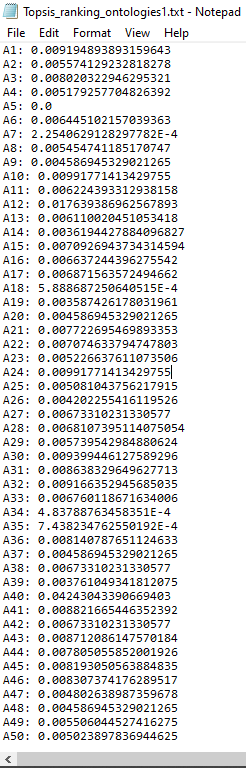 Topsis_ranking_ontologies1.txt - Notepad
File Edit Format View Help
A1: 0.009194893893159643
A2: 0.005574129232818278
A3: 0.008020322946295321
A4: 0.005179257704826392
A5: 0.0
A6: 0.006445102157039363
A7: 2.2540629128297782E-4
A8: 0.005454741185170747
A9: 0.004586945329021265
A10: 0.00991771413429755
A11: 0.006224393312938158
A12: 0.017639386962567893
A13: 0.006110020451053418
A14: 0.0036194427884096827
A15: 0.0070926943734314594
A16: 0.006637244396275542
A17: 0.006871563572494662
A18: 5.888687250640515E-4
A19: 0.003587426178031961
A20: 0.004586945329021265
A21: 0.007722695469893353
A22: 0.007074633794747803
A23: 0.005226637611073506
A24: 0.00991771413429755
A25: 0.005081043756217915
A26: 0.004202255416119526
A27: 0.00673310231330577
A28: 0.0068107395114075054
A29: 0.005739542984880624
A30: 0.009399446127589296
A31: 0.008638329649627713
A32: 0.009166352945685035
A33: 0.006760118671634006
A34: 4.83788763458351E-4
A35: 7.438234762550192E-4
A36: 0.008140787651124633
A37: 0.004586945329021265
A38: 0.00673310231330577
A39: 0.003761049341812075
A40: 0.04243043390669403
A41: 0.008821665446352392
A42: 0.00673310231330577
A43: 0.008712086147570184
A44: 0.007805055852001926
A45: 0.008193050563884835
A46: 0.008307374176289517
A47: 0.004802638987359678
A48: 0.004586945329021265
A49: 0.005506044527416275
A50: 0.005023897836944625